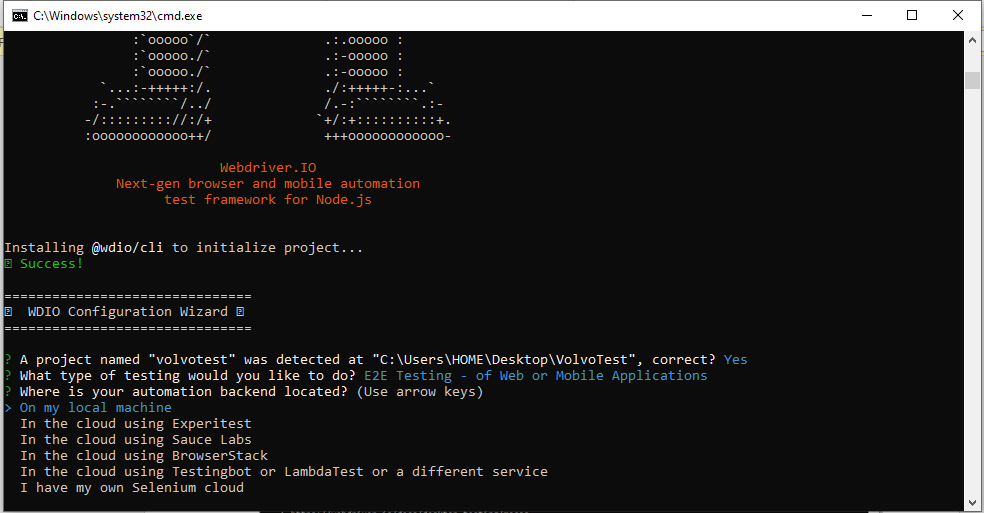 C:\Windows\system32\cmd.exe
:`ooooo`/` .:.ooooo :
:`ooooo./` .:-ooooo :
:`ooooo./` .:-ooooo :
`...:-+++++:/. ./:+++++-:...`
:-.````````/../ /.-:````````.:-
-/:::::::::://:/+ `+/:+::::::::::+.
:oooooooooooo++/ +++oooooooooooo-
Webdriver.IO
Next-gen browser and mobile automation
test framework for Node.js
Installing @wdio/cli to initialize project...
Success!
===============================
WDIO Configuration Wizard
===============================
? A project named "volvotest" was detected at "C:\Users\HOME\Desktop\VolvoTest", correct? Yes
? What type of testing would you like to do? E2E Testing - of Web or Mobile Applications
? Where is your automation backend located? (Use arrow keys)
> On my local machine
In the cloud using Experitest
In the cloud using Sauce Labs
In the cloud using BrowserStack
In the cloud using Testingbot or LambdaTest or a different service
I have my own Selenium cloud